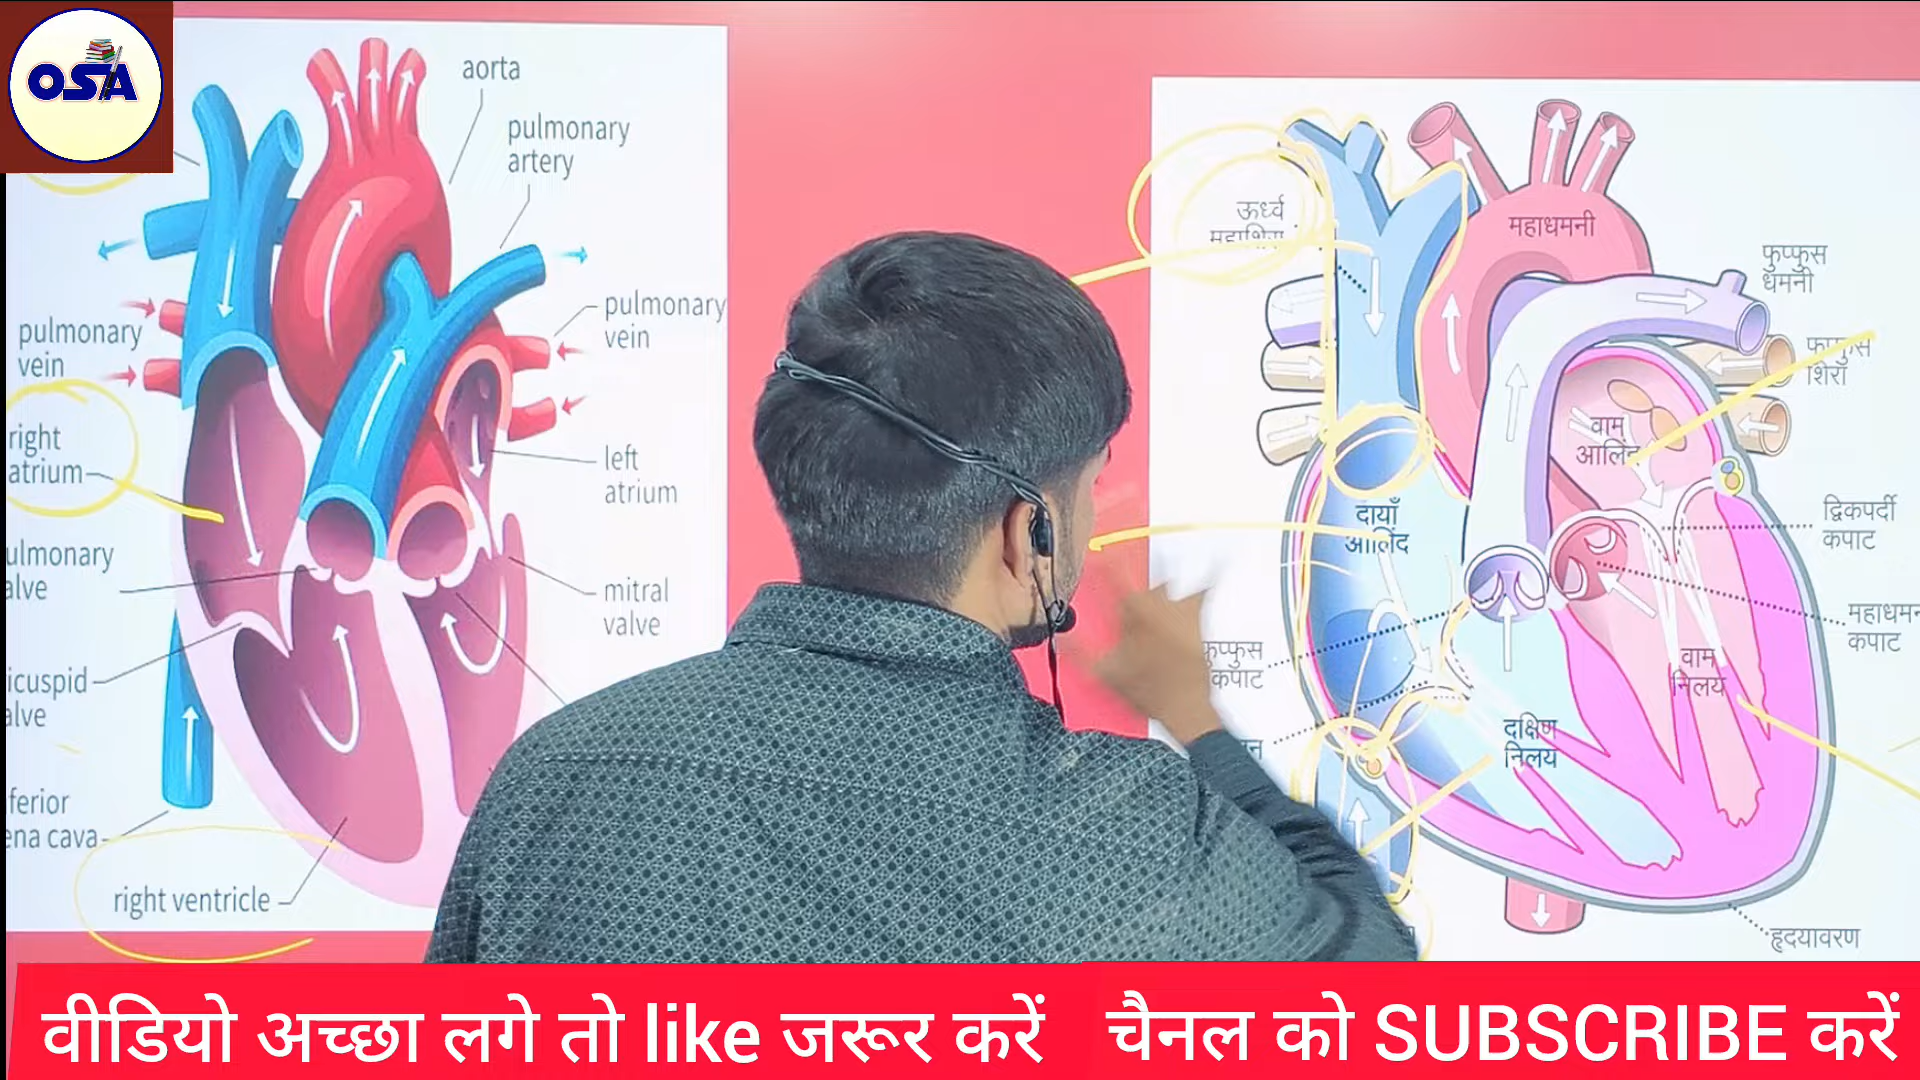 OSA
aorta
pulmonary
artery
pulmonary
vein
pulmonary
vein
right
atrium
left
atrium
ulmonary
alve
mitral
valve
icuspid
alve
ferior
ena cava
right ventricle
ऊर्ध्व
महाशिरा
महाधमनी
फुप्फुस
धमनी
फुप्फुस
शिरा
वाम
आलिंद
दायाँ
आलिंद
द्विकपर्दी
कपाट
महाधमन
कपाट
फुप्फुस
कपाट
वाम
निलय
दक्षिण
निलय
हृदयावरण
वीडियो अच्छा लगे तो like जरूर करें
चैनल को SUBSCRIBE करें